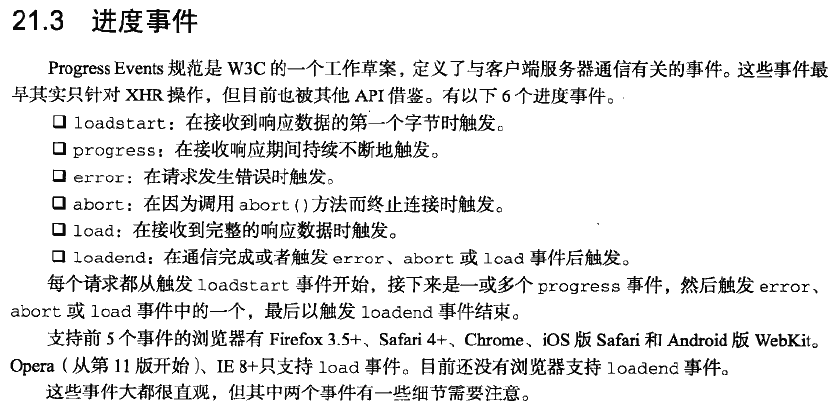 21.3 进度事件
Progress Events 规范是 W3C 的一个工作草案，定义了与客户端服务器通信有关的事件。这些事件最
早其实只针对 XHR 操作，但目前也被其他 API 借鉴。有以下 6 个进度事件。
❑ loadstart：在接收到响应数据的第一个字节时触发。
❑ progress：在接收响应期间持续不断地触发。
❑ error：在请求发生错误时触发。
❑ abort：在因为调用 abort()方法而终止连接时触发。
❑ load：在接收到完整的响应数据时触发。
❑ loadend：在通信完成或者触发 error、abort 或 load 事件后触发。
每个请求都从触发 loadstart 事件开始，接下来是一或多个 progress 事件，然后触发 error、
abort 或 load 事件中的一个，最后以触发 loadend 事件结束。
支持前 5 个事件的浏览器有 Firefox 3.5+、Safari 4+、Chrome、iOS 版 Safari 和 Android 版 WebKit。
Opera（从第 11 版开始）、IE 8+只支持 load 事件。目前还没有浏览器支持 loadend 事件。
这些事件大都很直观，但其中两个事件有一些细节需要注意。